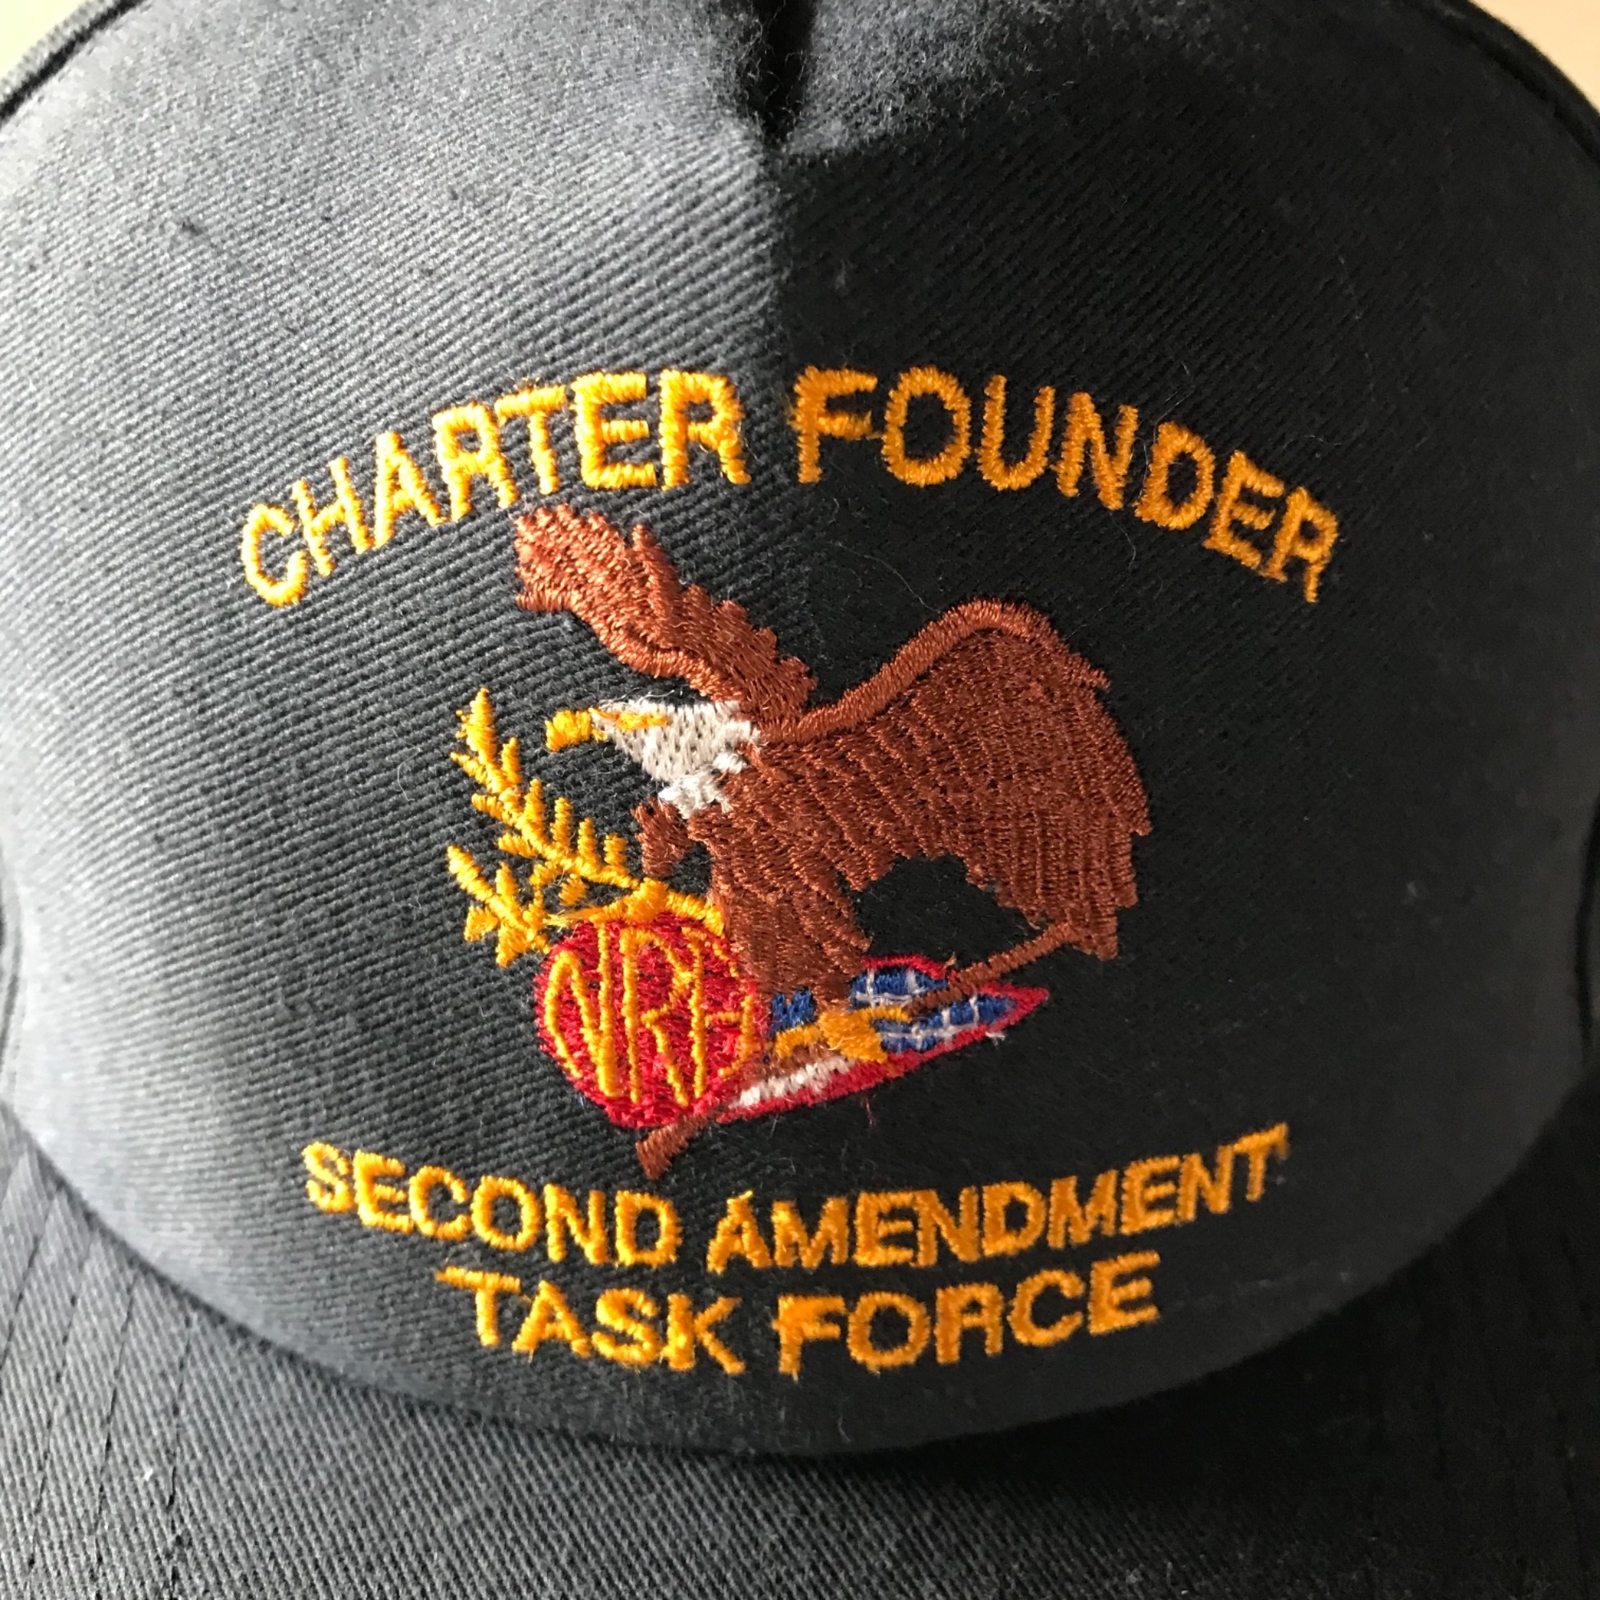 CHARTER FOUNDER
NRA
SECOND AMENDMENT
TASK FORCE